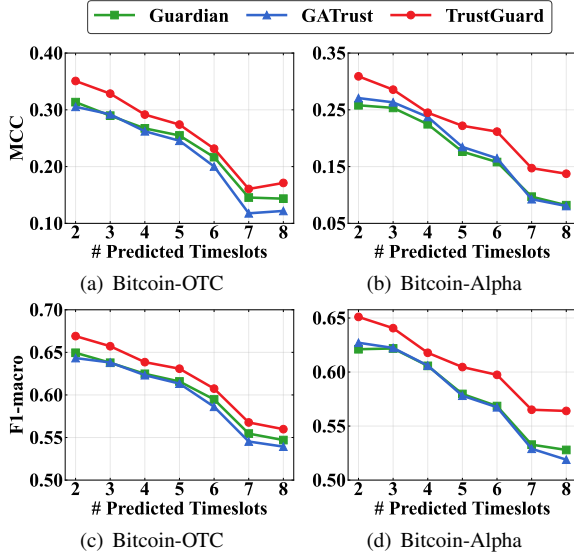 Guardian GATrust TrustGuard
0.40 0.35
0.30 0.25
MCC
0.20 0.15
0.10 0.05
2 3 4 5 6 7 8 2 3 4 5 6 7 8
# Predicted Timeslots # Predicted Timeslots
(a) Bitcoin-OTC (b) Bitcoin-Alpha
0.70
0.65 0.65
0.60 0.60
F1-macro
0.55 0.55
0.50 0.50
2 3 4 5 6 7 8 2 3 4 5 6 7 8
# Predicted Timeslots # Predicted Timeslots
(c) Bitcoin-OTC (d) Bitcoin-Alpha